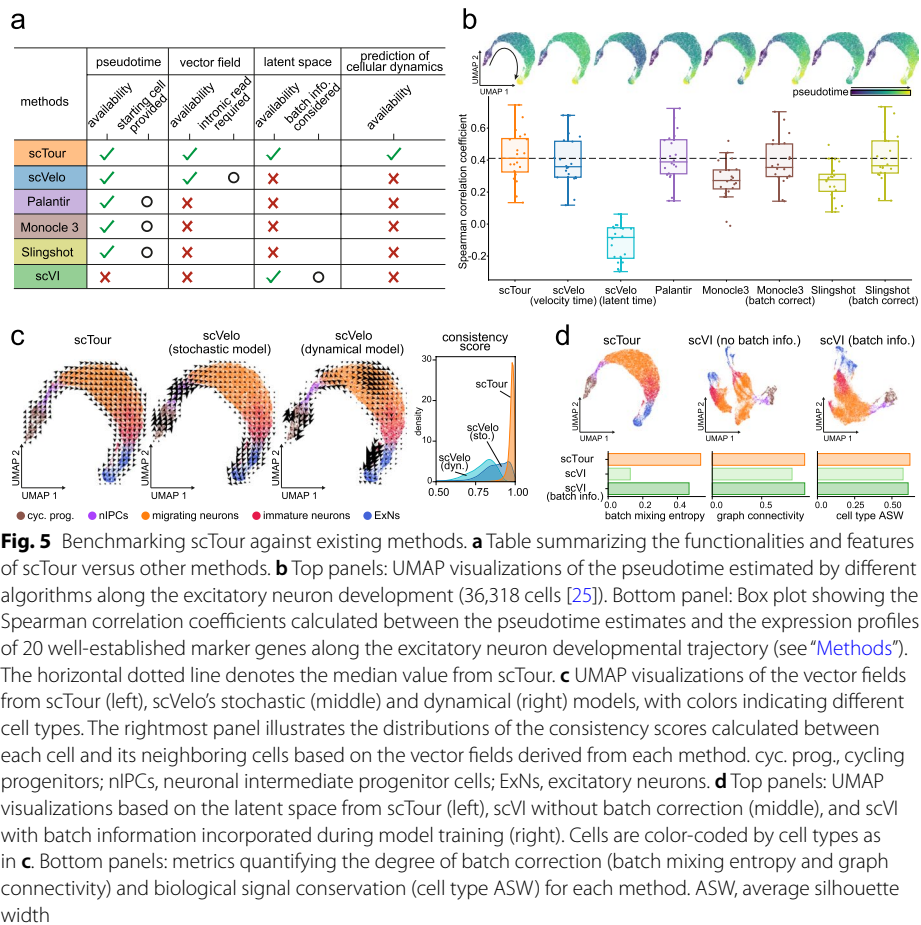 a
methods
pseudotime
vector field
latent space
prediction of
cellular dynamics
availability
starting cell
provided
availability
intronic read
required
availability
batch info.
considered
availability
scTour
scVelo
Palantir
Monocle 3
Slingshot
scVI
b
UMAP 2
UMAP 1
pseudotime
Spearman correlation coefficient
0.6
0.4
0.2
0.0
-0.2
scTour
scVelo
(velocity time)
scVelo
(latent time)
Palantir
Monocle3
Monocle3
(batch correct)
Slingshot
Slingshot
(batch correct)
c
scTour
scVelo
(stochastic model)
scVelo
(dynamical model)
UMAP 2
UMAP 1
consistency
score
density
30
20
10
0
0.50
0.75
1.00
scTour
scVelo
(sto.)
scVelo
(dyn.)
cyc. prog.
nIPCs
migrating neurons
immature neurons
ExNs
d
scTour
scVI (no batch info.)
scVI (batch info.)
UMAP 2
UMAP 1
UMAP 2
UMAP 1
UMAP 2
UMAP 1
scTour
scVI
scVI
(batch info.)
0.0
0.2
0.4
batch mixing entropy
0.0
0.5
graph connectivity
0.00
0.25
0.50
cell type ASW
Fig. 5 Benchmarking scTour against existing methods. a Table summarizing the functionalities and features
of scTour versus other methods. b Top panels: UMAP visualizations of the pseudotime estimated by different
algorithms along the excitatory neuron development (36,318 cells [25]). Bottom panel: Box plot showing the
Spearman correlation coefficients calculated between the pseudotime estimates and the expression profiles
of 20 well-established marker genes along the excitatory neuron developmental trajectory (see “Methods”).
The horizontal dotted line denotes the median value from scTour. c UMAP visualizations of the vector fields
from scTour (left), scVelo’s stochastic (middle) and dynamical (right) models, with colors indicating different
cell types. The rightmost panel illustrates the distributions of the consistency scores calculated between
each cell and its neighboring cells based on the vector fields derived from each method. cyc. prog., cycling
progenitors; nIPCs, neuronal intermediate progenitor cells; ExNs, excitatory neurons. d Top panels: UMAP
visualizations based on the latent space from scTour (left), scVI without batch correction (middle), and scVI
with batch information incorporated during model training (right). Cells are color-coded by cell types as
in c. Bottom panels: metrics quantifying the degree of batch correction (batch mixing entropy and graph
connectivity) and biological signal conservation (cell type ASW) for each method. ASW, average silhouette
width